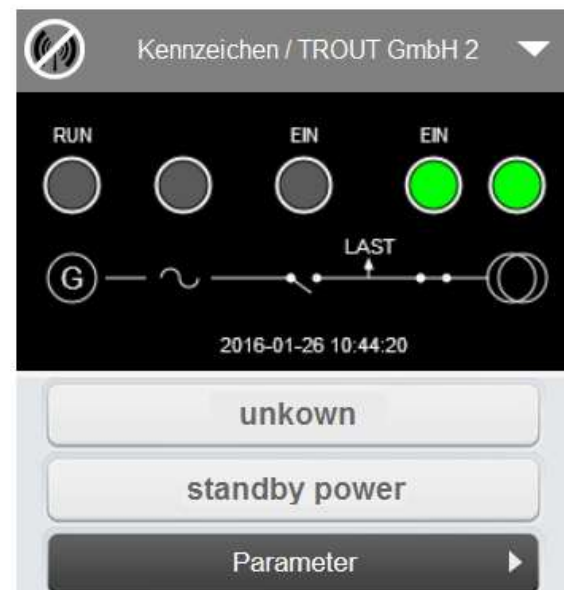 Kennzeichen / TROUT GmbH 2
RUN EIN EIN
LAST
G
2016-01-26 10:44:20
unkown
standby power
Parameter